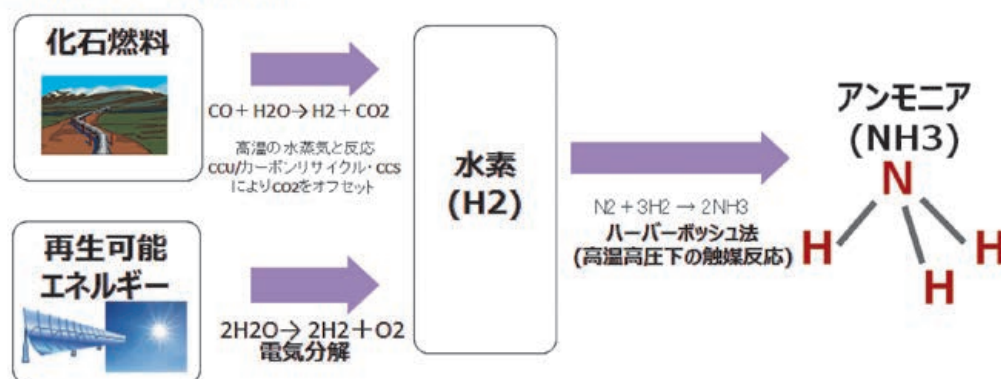 化石燃料
CO+H2O→H2+CO2
高温の水蒸気と反応
CCU/カーボンリサイクル・CCS
によりCO2をオフセット
再生可能
エネルギー
2H2O→2H2+O2
電気分解
水素
(H2)
N2+3H2→2NH3
ハーバーボッシュ法
(高温高圧下の触媒反応)
アンモニア
(NH3)
N
H
H
H